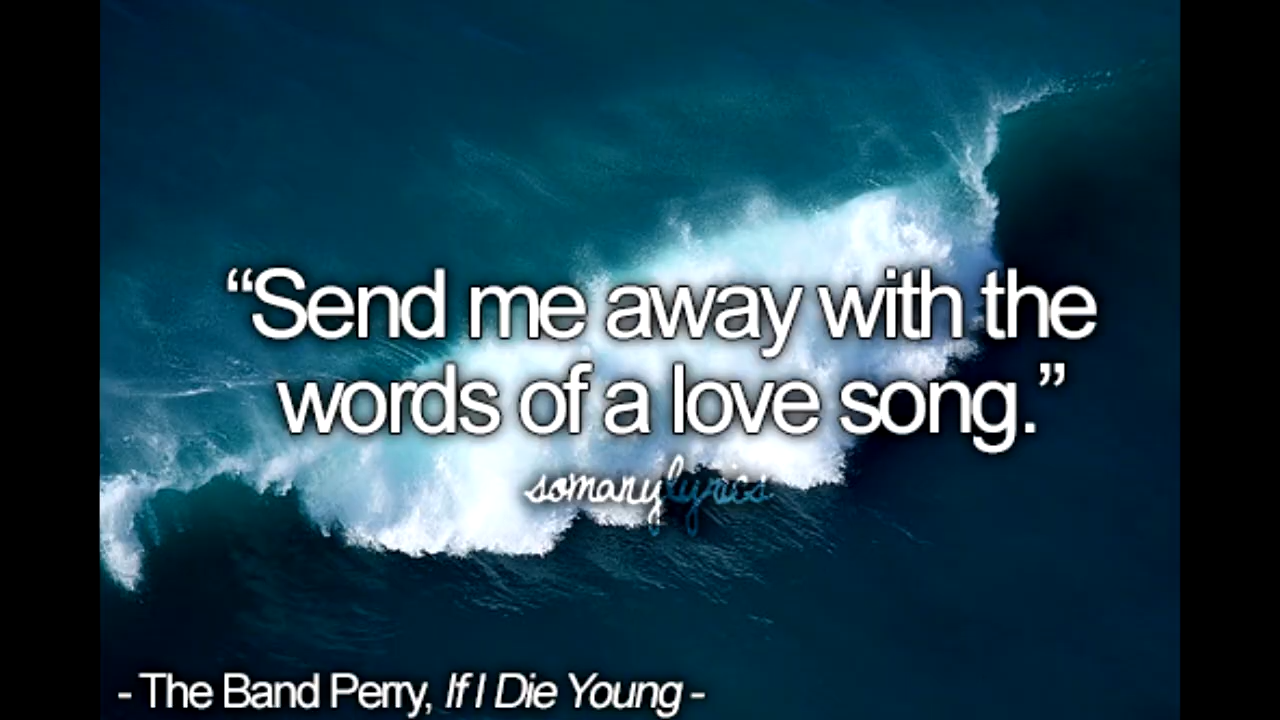 “Send me away with the
words of a love song.”
somanylyrics
- The Band Perry, If I Die Young -